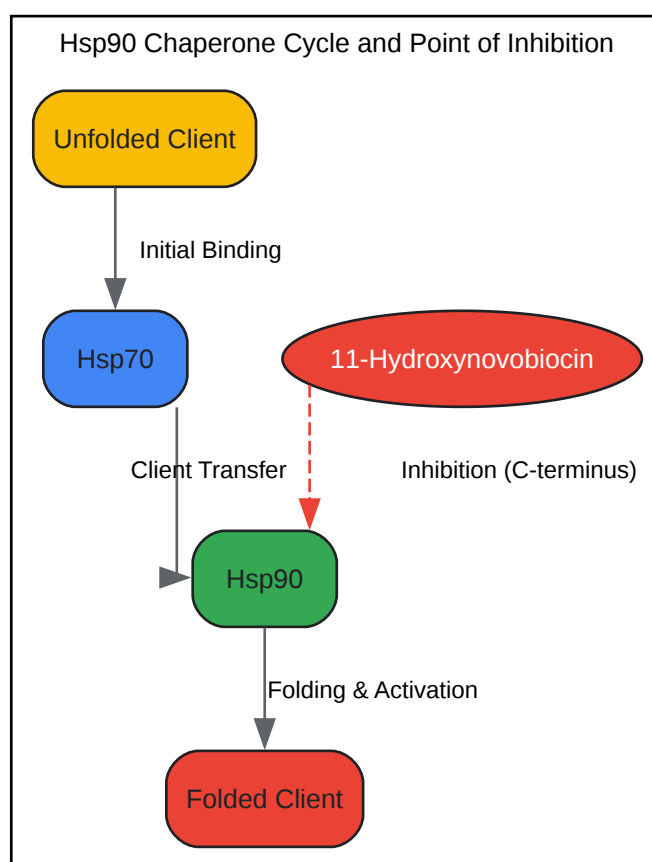 Hsp90 Chaperone Cycle and Point of Inhibition
Unfolded Client
Initial Binding
Hsp70
11-Hydroxynovobiocin
Client Transfer
Inhibition (C-terminus)
Hsp90
Folding & Activation
Folded Client